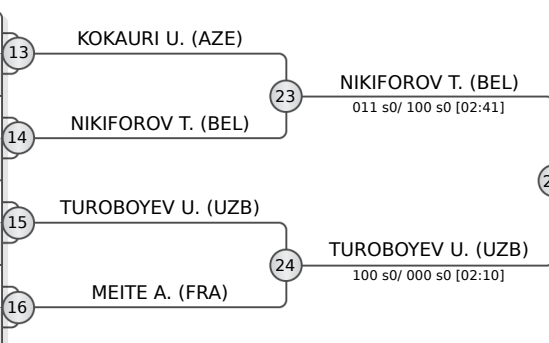 KOKAURI U. (AZE)
13
NIKIFOROV T. (BEL)
23
011 s0/ 100 s0 [02:41]
NIKIFOROV T. (BEL)
14
TUROBOYEV U. (UZB)
15
TUROBOYEV U. (UZB)
24
100 s0/ 000 s0 [02:10]
MEITE A. (FRA)
16